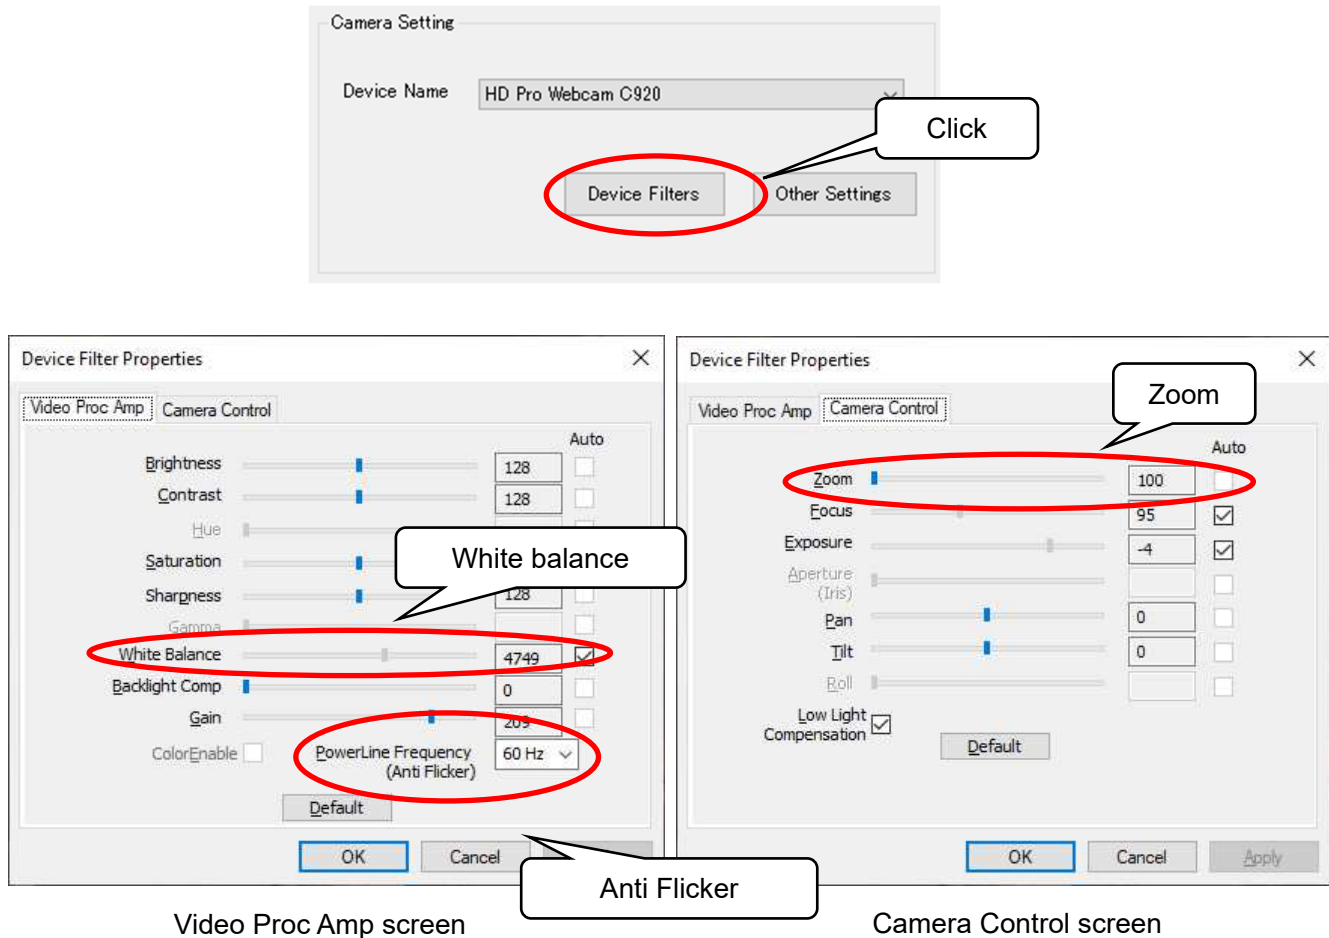 Camera Setting
Device Name HD Pro Webcam C920
Click
Device Filters Other Settings
Device Filter Properties
Video Proc Amp Camera Control
Auto
Brightness 128
Contrast 128
Hue
Saturation
White balance
Sharpness 128
Gamma
White Balance 4749
Backlight Comp 0
Gain 209
ColorEnable PowerLine Frequency 60 Hz
(Anti Flicker)
Default
OK Cancel
Anti Flicker
Video Proc Amp screen
Device Filter Properties
Zoom
Video Proc Amp Camera Control
Auto
Zoom 100
Focus 95
Exposure -4
Aperture
(Iris)
Pan 0
Tilt 0
Roll
Low Light
Compensation
Default
OK Cancel Apply
Camera Control screen